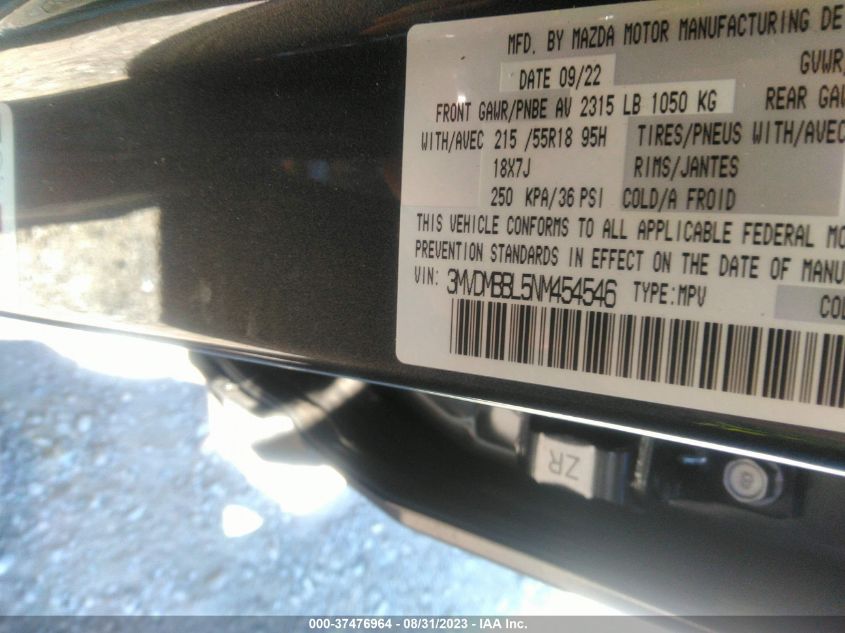 MFD. BY MAZDA MOTOR MANUFACTURING DE
DATE 09/22 GVWR/
FRONT GAWR/PNBE AV 2315 LB 1050 KG REAR GAW
WITH/AVEC 215 /55R18 95H TIRES/PNEUS WITH/AVEC
18X7J RIMS/JANTES
250 KPA/36 PSI COLD/A FROID
THIS VEHICLE CONFORMS TO ALL APPLICABLE FEDERAL MO
PREVENTION STANDARDS IN EFFECT ON THE DATE OF MANU
VIN: 3MVDMBBL5NM454546 TYPE:MPV
COL
ZR
8
000-37476964 - 08/31/2023 - IAA Inc.